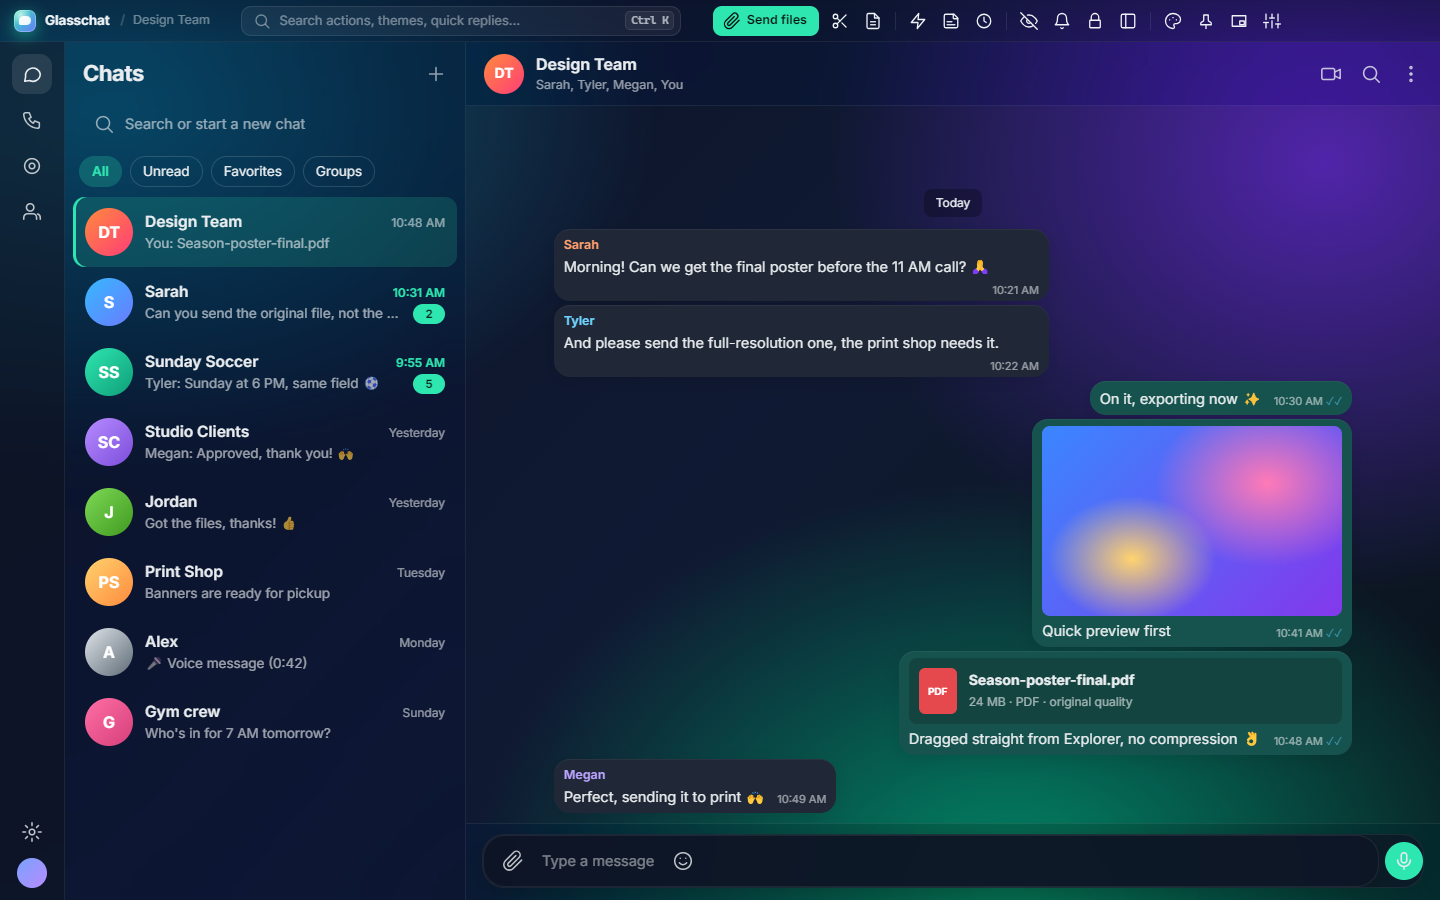 Glasschat / Design Team
Search actions, themes, quick replies...
Ctrl K
Send files
Chats
Search or start a new chat
All
Unread
Favorites
Groups
DT
Design Team
10:48 AM
You: Season-poster-final.pdf
S
Sarah
10:31 AM
Can you send the original file, not the ...
2
SS
Sunday Soccer
9:55 AM
Tyler: Sunday at 6 PM, same field ⚽
5
SC
Studio Clients
Yesterday
Megan: Approved, thank you! 🙌
J
Jordan
Yesterday
Got the files, thanks! 👍
PS
Print Shop
Tuesday
Banners are ready for pickup
A
Alex
Monday
🎤 Voice message (0:42)
G
Gym crew
Sunday
Who's in for 7 AM tomorrow?
DT
Design Team
Sarah, Tyler, Megan, You
Today
Sarah
Morning! Can we get the final poster before the 11 AM call? 🙏
10:21 AM
Tyler
And please send the full-resolution one, the print shop needs it.
10:22 AM
On it, exporting now ✨ 10:30 AM ✓✓
Quick preview first 10:41 AM ✓✓
PDF
Season-poster-final.pdf
24 MB · PDF · original quality
Dragged straight from Explorer, no compression 👌 10:48 AM ✓✓
Megan
Perfect, sending it to print 🙌 10:49 AM
Type a message